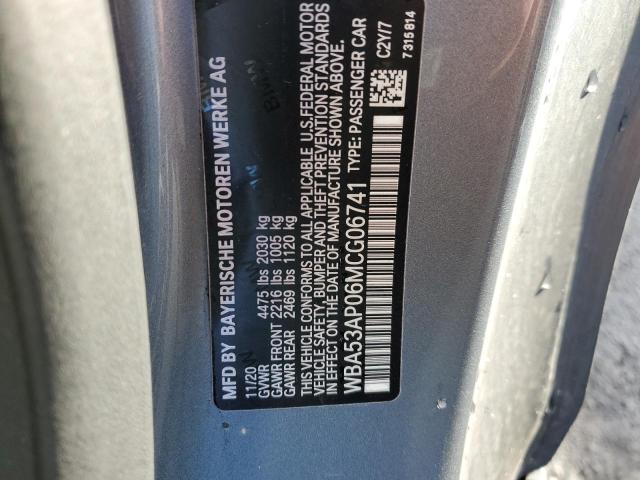 MFD BY BAYERISCHE MOTOREN WERKE AG
11/20
GVWR 4475 lbs 2030 kg
GAWR FRONT 2216 lbs 1005 kg
GAWR REAR 2469 lbs 1120 kg
THIS VEHICLE CONFORMS TO ALL APPLICABLE U.S. FEDERAL MOTOR
VEHICLE SAFETY, BUMPER AND THEFT PREVENTION STANDARDS
IN EFFECT ON THE DATE OF MANUFACTURE SHOWN ABOVE.
WBA53AP06MCG06741 TYPE: PASSENGER CAR
C2Y/7
7315814
BMW